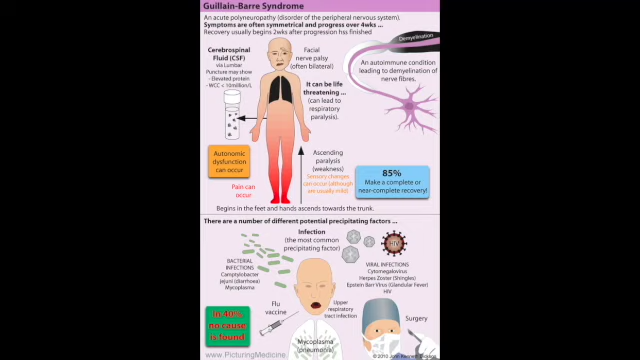 Guillain-Barre Syndrome
An acute polyneuropathy (disorder of the peripheral nervous system).
Symptoms are often symmetrical and progress over 4wks ...
Recovery usually begins 2wks after progression hss finished
Cerebrospinal
Fluid (CSF)
via Lumbar
Puncture may show
- Elevated protein
- WCC < 10million/L
Facial
nerve palsy
(often bilateral)
It can be life
threatening ...
(can lead to
respiratory
paralysis).
Demyelination
An autoimmune condition
leading to demyelination of
nerve fibres.
Autonomic
dysfunction
can occur
Pain can
occur
Ascending
paralysis
(weakness)
Sensory changes
can occur (although
are usually mild)
85%
Make a complete or
near-complete recovery!
Begins in the feet and hands ascends towards the trunk.
There are a number of different potential precipitating factors ...
Infection
(the most common
precipitating factor)
BACTERIAL
INFECTIONS
Camptylobacter
jejuni (diarrhoea)
Mycoplasma
HIV
VIRAL INFECTIONS
Cytomegalovirus
Herpes Zoster (Shingles)
Epstein Barr Virus (Glandular Fever)
HIV
In 40%
no cause
is found
Flu
vaccine
Upper
respiratory
tract infection
Surgery
Mycoplasma
(pneumonia)
www.PicturingMedicine.
© 2012